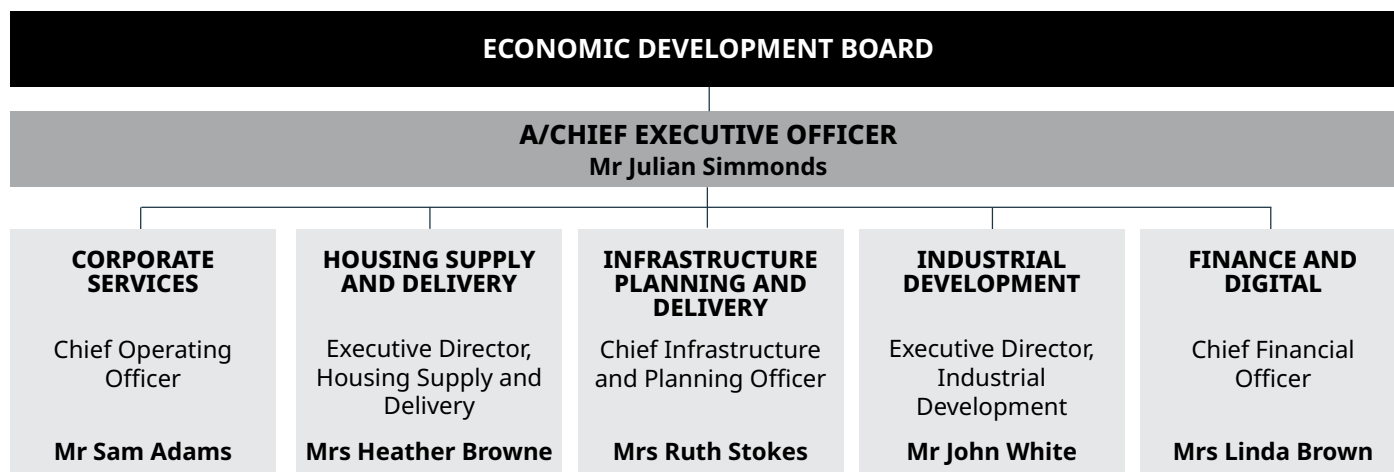 ECONOMIC DEVELOPMENT BOARD
A/CHIEF EXECUTIVE OFFICER
Mr Julian Simmonds
CORPORATE
SERVICES
Chief Operating
Officer
Mr Sam Adams
HOUSING SUPPLY
AND DELIVERY
Executive Director,
Housing Supply and
Delivery
Mrs Heather Browne
INFRASTRUCTURE
PLANNING AND
DELIVERY
Chief Infrastructure
and Planning Officer
Mrs Ruth Stokes
INDUSTRIAL
DEVELOPMENT
Executive Director,
Industrial
Development
Mr John White
FINANCE AND
DIGITAL
Chief Financial
Officer
Mrs Linda Brown